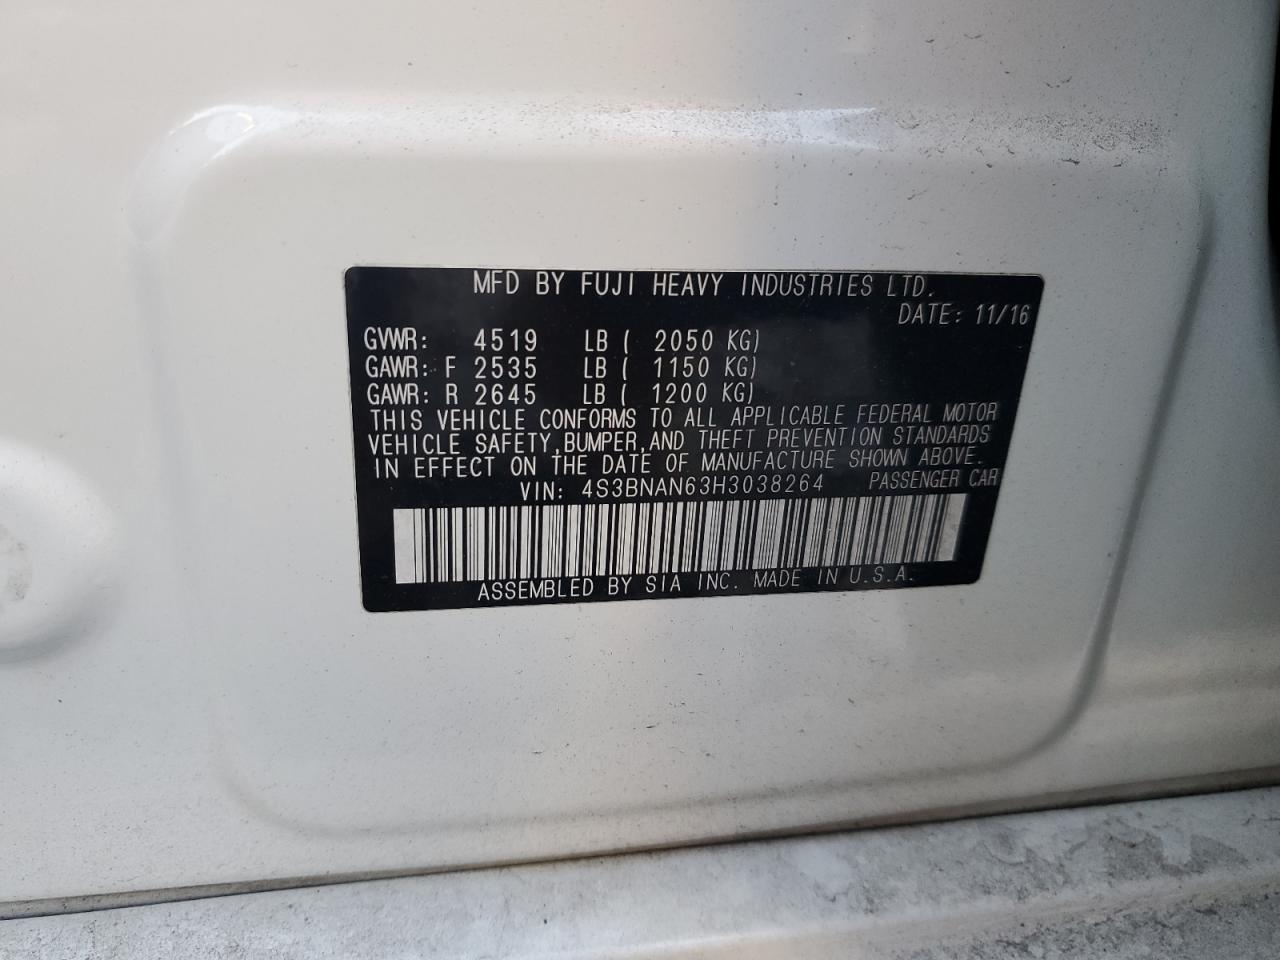 MFD BY FUJI HEAVY INDUSTRIES LTD.
DATE: 11/16
GVWR: 4519 LB ( 2050 KG)
GAWR: F 2535 LB ( 1150 KG)
GAWR: R 2645 LB ( 1200 KG)
THIS VEHICLE CONFORMS TO ALL APPLICABLE FEDERAL MOTOR
VEHICLE SAFETY, BUMPER, AND THEFT PREVENTION STANDARDS
IN EFFECT ON THE DATE OF MANUFACTURE SHOWN ABOVE.
VIN: 4S3BNAN63H3038264 PASSENGER CAR
ASSEMBLED BY SIA INC. MADE IN U.S.A.